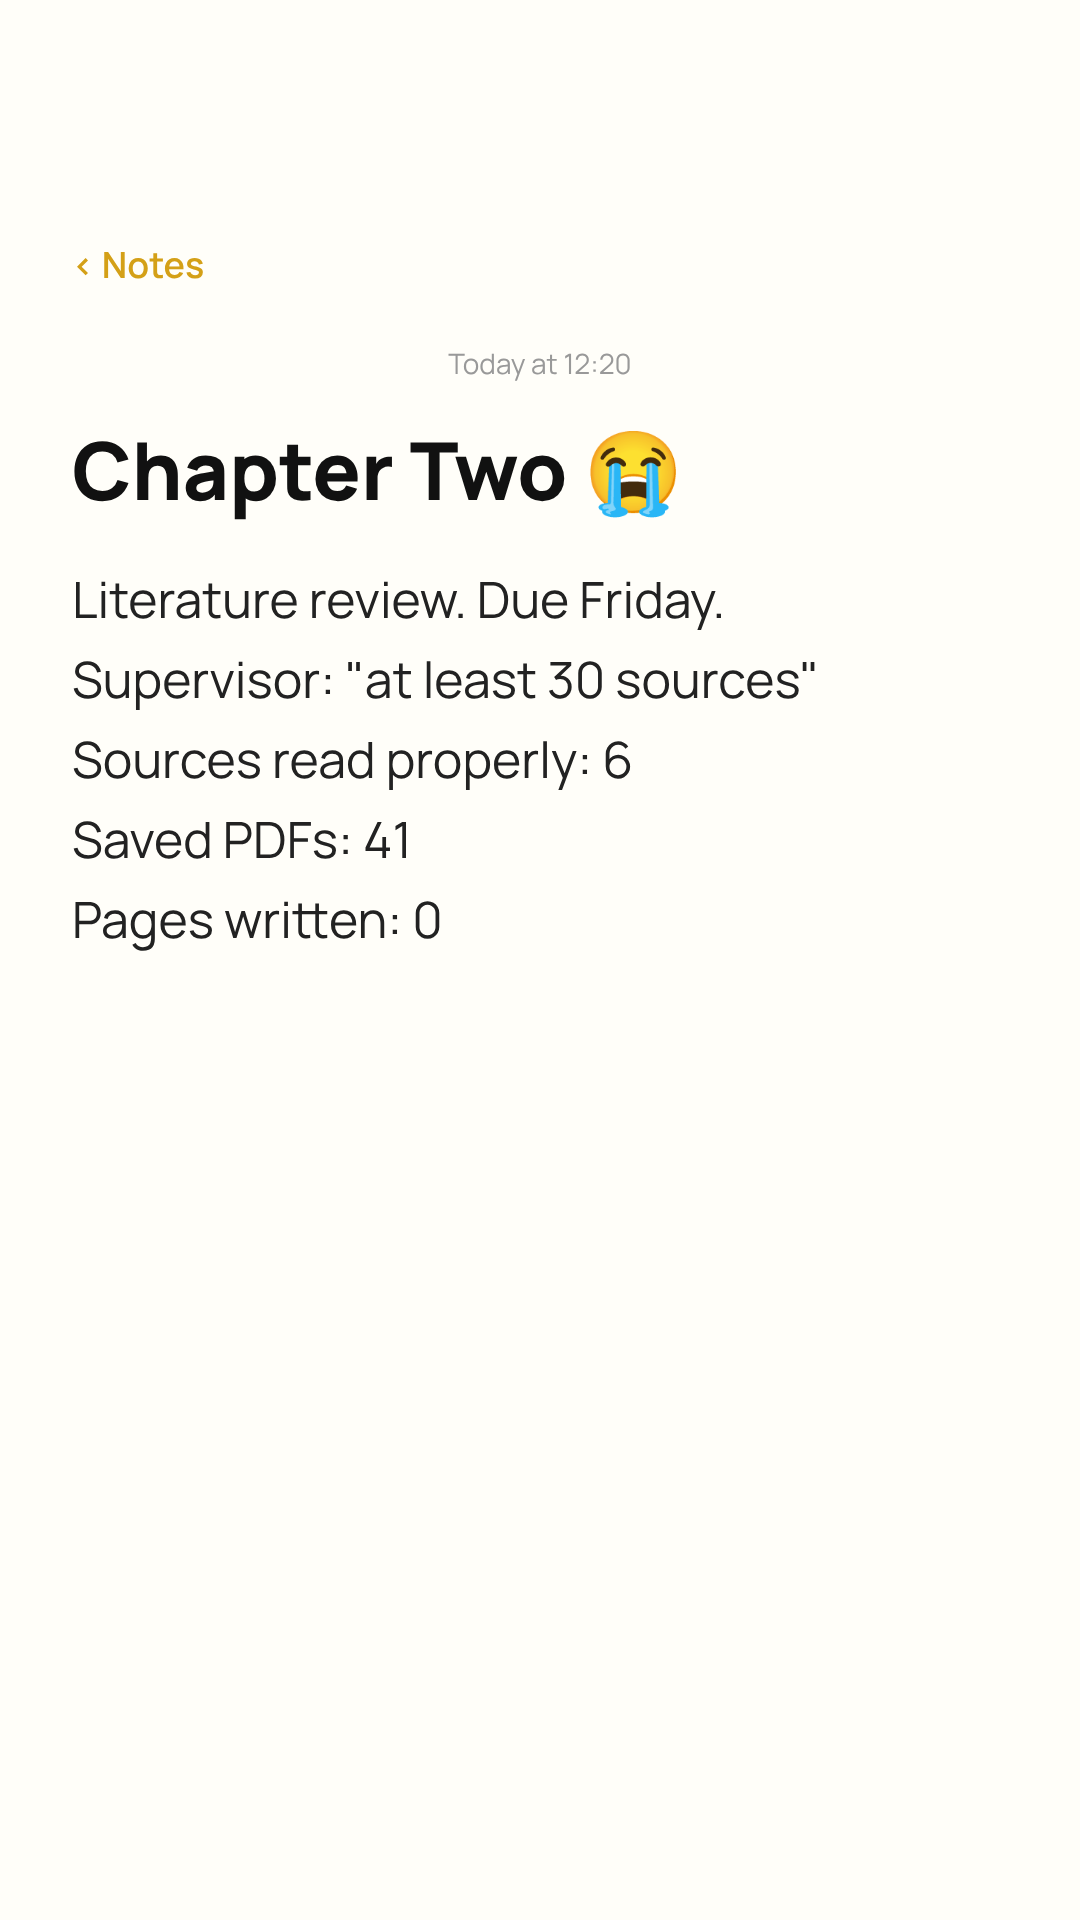 ‹ Notes
Today at 12:20
Chapter Two 😭
Literature review. Due Friday.
Supervisor: "at least 30 sources"
Sources read properly: 6
Saved PDFs: 41
Pages written: 0